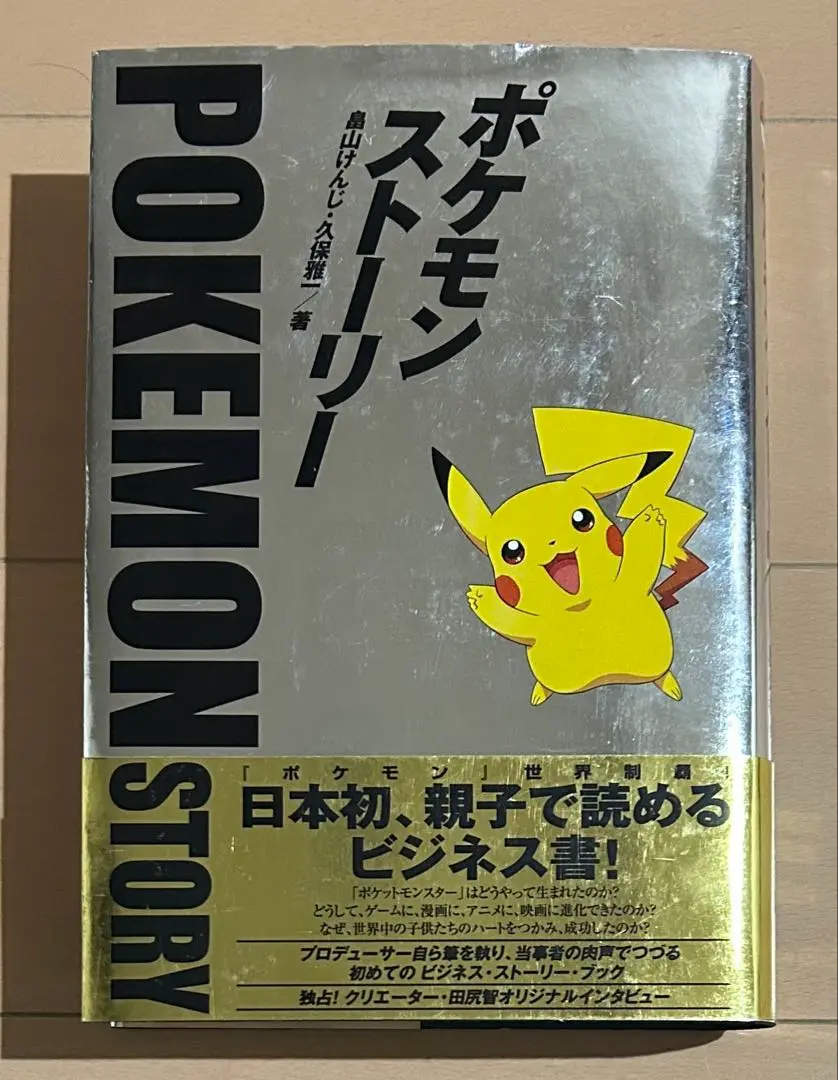 ポケモン
ストーリー
畠山けんじ・久保雅一/著
POKEMON STORY
「ポケモン」世界制覇!
日本初、親子で読める
ビジネス書!
「ポケットモンスター」はどうやって生まれたのか?
どうして、ゲームに、漫画に、アニメに、映画に進化できたのか?
なぜ、世界中の子供たちのハートをつかみ、成功したのか?
プロデューサー自ら筆を執り、当事者の肉声でつづる
初めての ビジネス・ストーリー・ブック
独占! クリエーター・田尻智オリジナルインタビュー